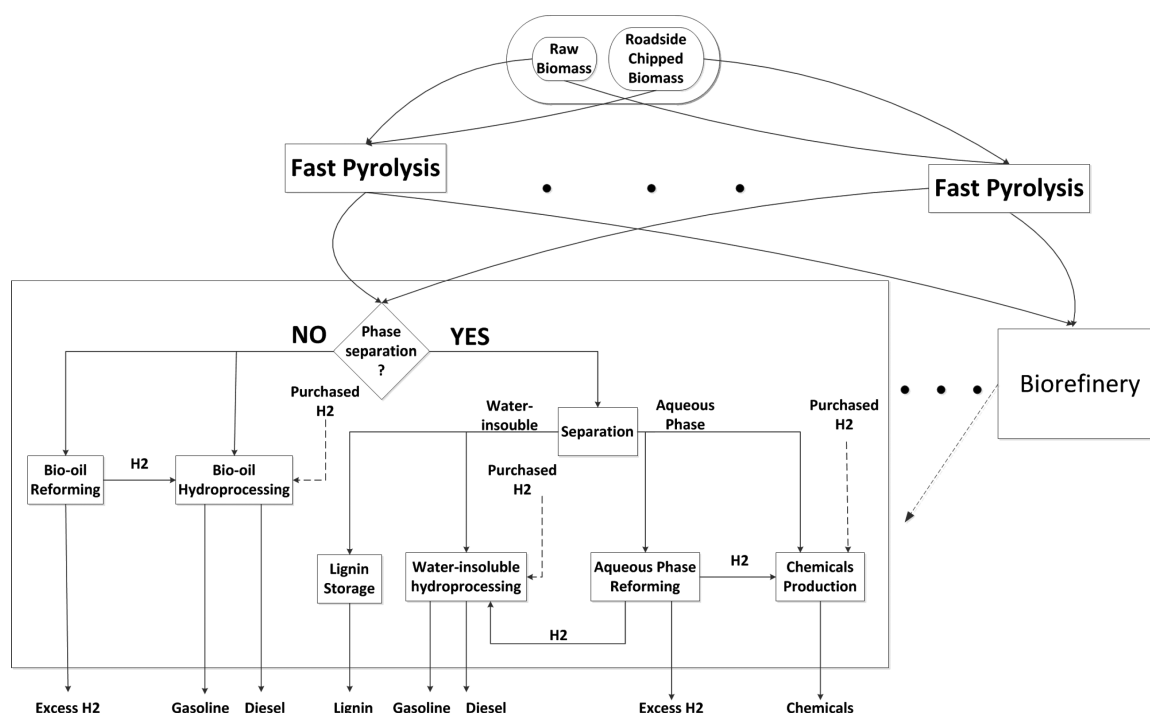 Raw
Biomass
Roadside
Chipped
Biomass
Fast Pyrolysis
Fast Pyrolysis
NO
Phase
separation
?
YES
Biorefinery
Purchased
H2
Water-
insouble
Separation
Aqueous
Phase
Purchased
H2
Bio-oil
Reforming
H2
Bio-oil
Hydroprocessing
Purchased
H2
Lignin
Storage
Water-insoluble
hydroprocessing
Aqueous Phase
Reforming
H2
Chemicals
Production
H2
Excess H2
Gasoline
Diesel
Lignin
Gasoline
Diesel
Excess H2
Chemicals